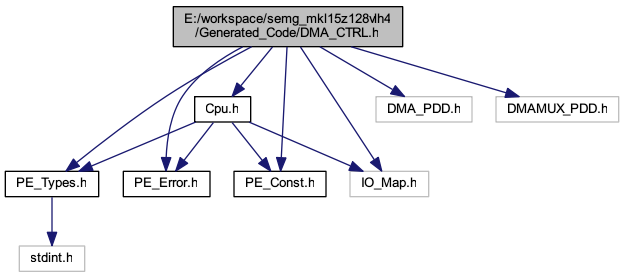 E:/workspace/semg_mkl15z128vlh4
/Generated_Code/DMA_CTRL.h
Cpu.h
DMA_PDD.h
DMAMUX_PDD.h
PE_Types.h
PE_Error.h
PE_Const.h
IO_Map.h
stdint.h